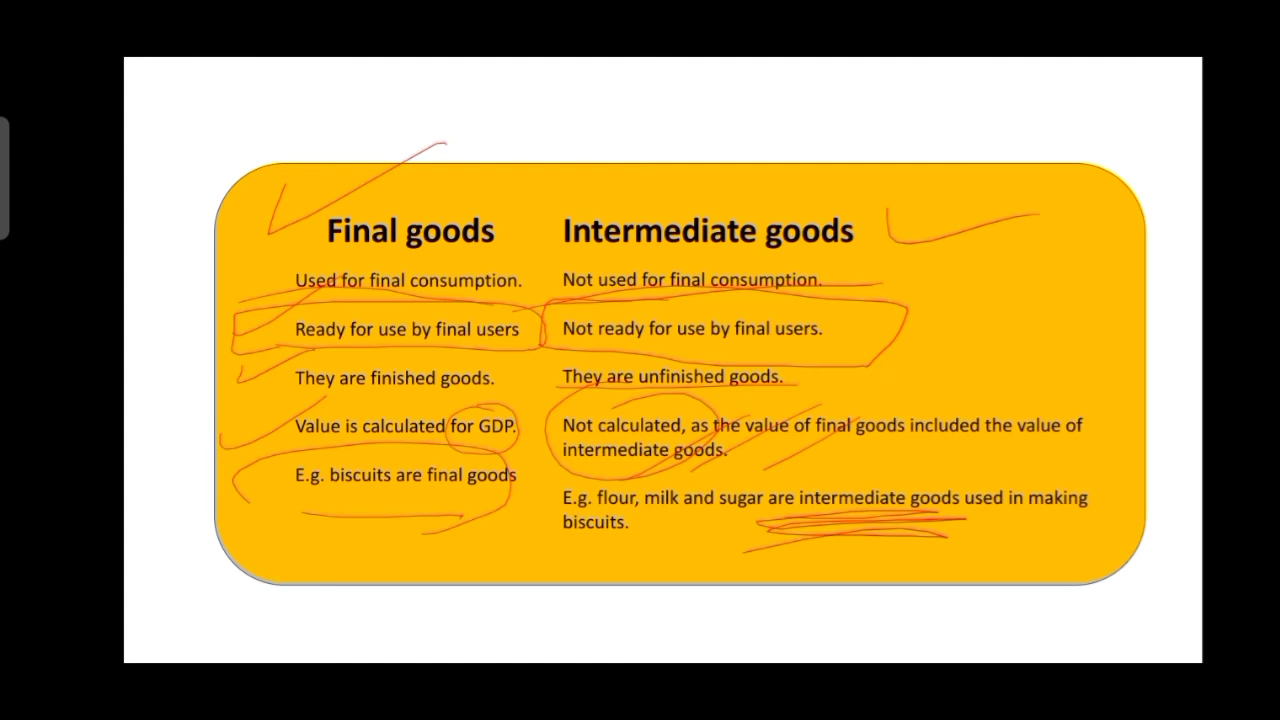 Final goods
Used for final consumption.
Ready for use by final users
They are finished goods.
Value is calculated for GDP.
E.g. biscuits are final goods
Intermediate goods
Not used for final consumption.
Not ready for use by final users.
They are unfinished goods.
Not calculated, as the value of final goods included the value of
intermediate goods.
E.g. flour, milk and sugar are intermediate goods used in making
biscuits.